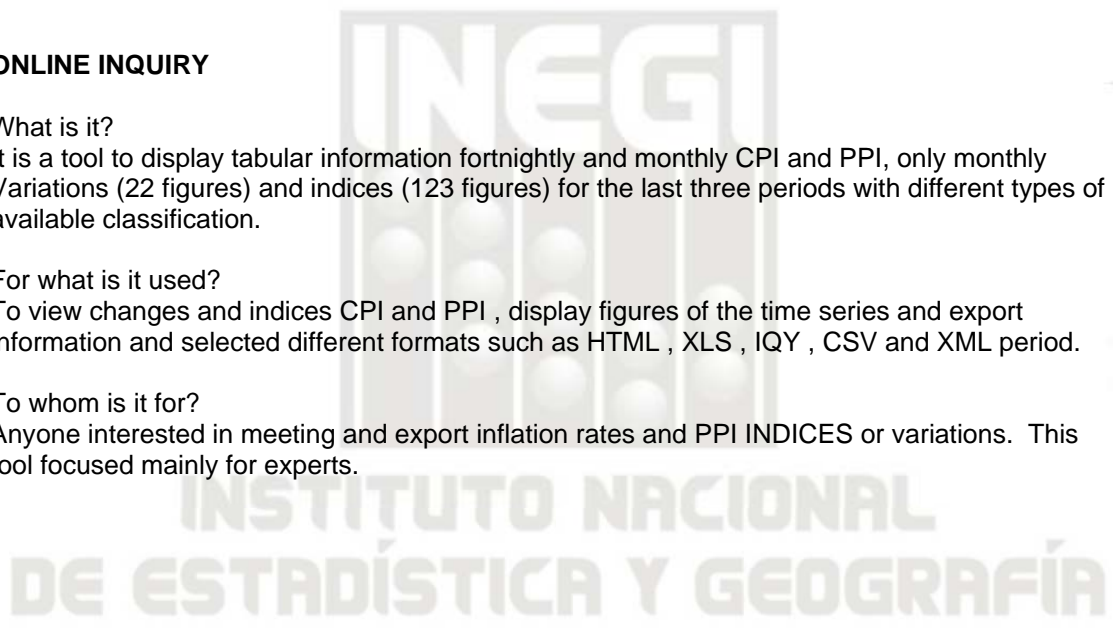 INEGI
ONLINE INQUIRY
What is it?
It is a tool to display tabular information fortnightly and monthly CPI and PPI, only monthly
Variations (22 figures) and indices (123 figures) for the last three periods with different types of
available classification.
For what is it used?
To view changes and indices CPI and PPI , display figures of the time series and export
information and selected different formats such as HTML , XLS , IQY , CSV and XML period.
To whom is it for?
Anyone interested in meeting and export inflation rates and PPI INDICES or variations. This
tool focused mainly for experts.
INSTITUTO NACIONAL
DE ESTADÍSTICA Y GEOGRAFÍA